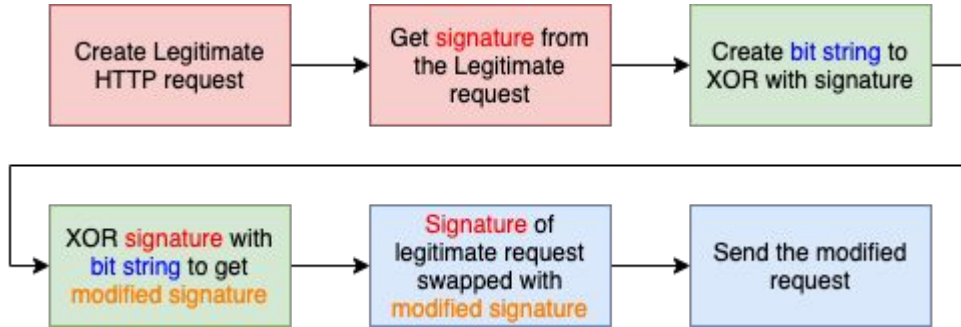 Create Legitimate
HTTP request
Get signature from
the Legitimate
request
Create bit string to
XOR with signature
XOR signature with
bit string to get
modified signature
Signature of
legitimate request
swapped with
modified signature
Send the modified
request